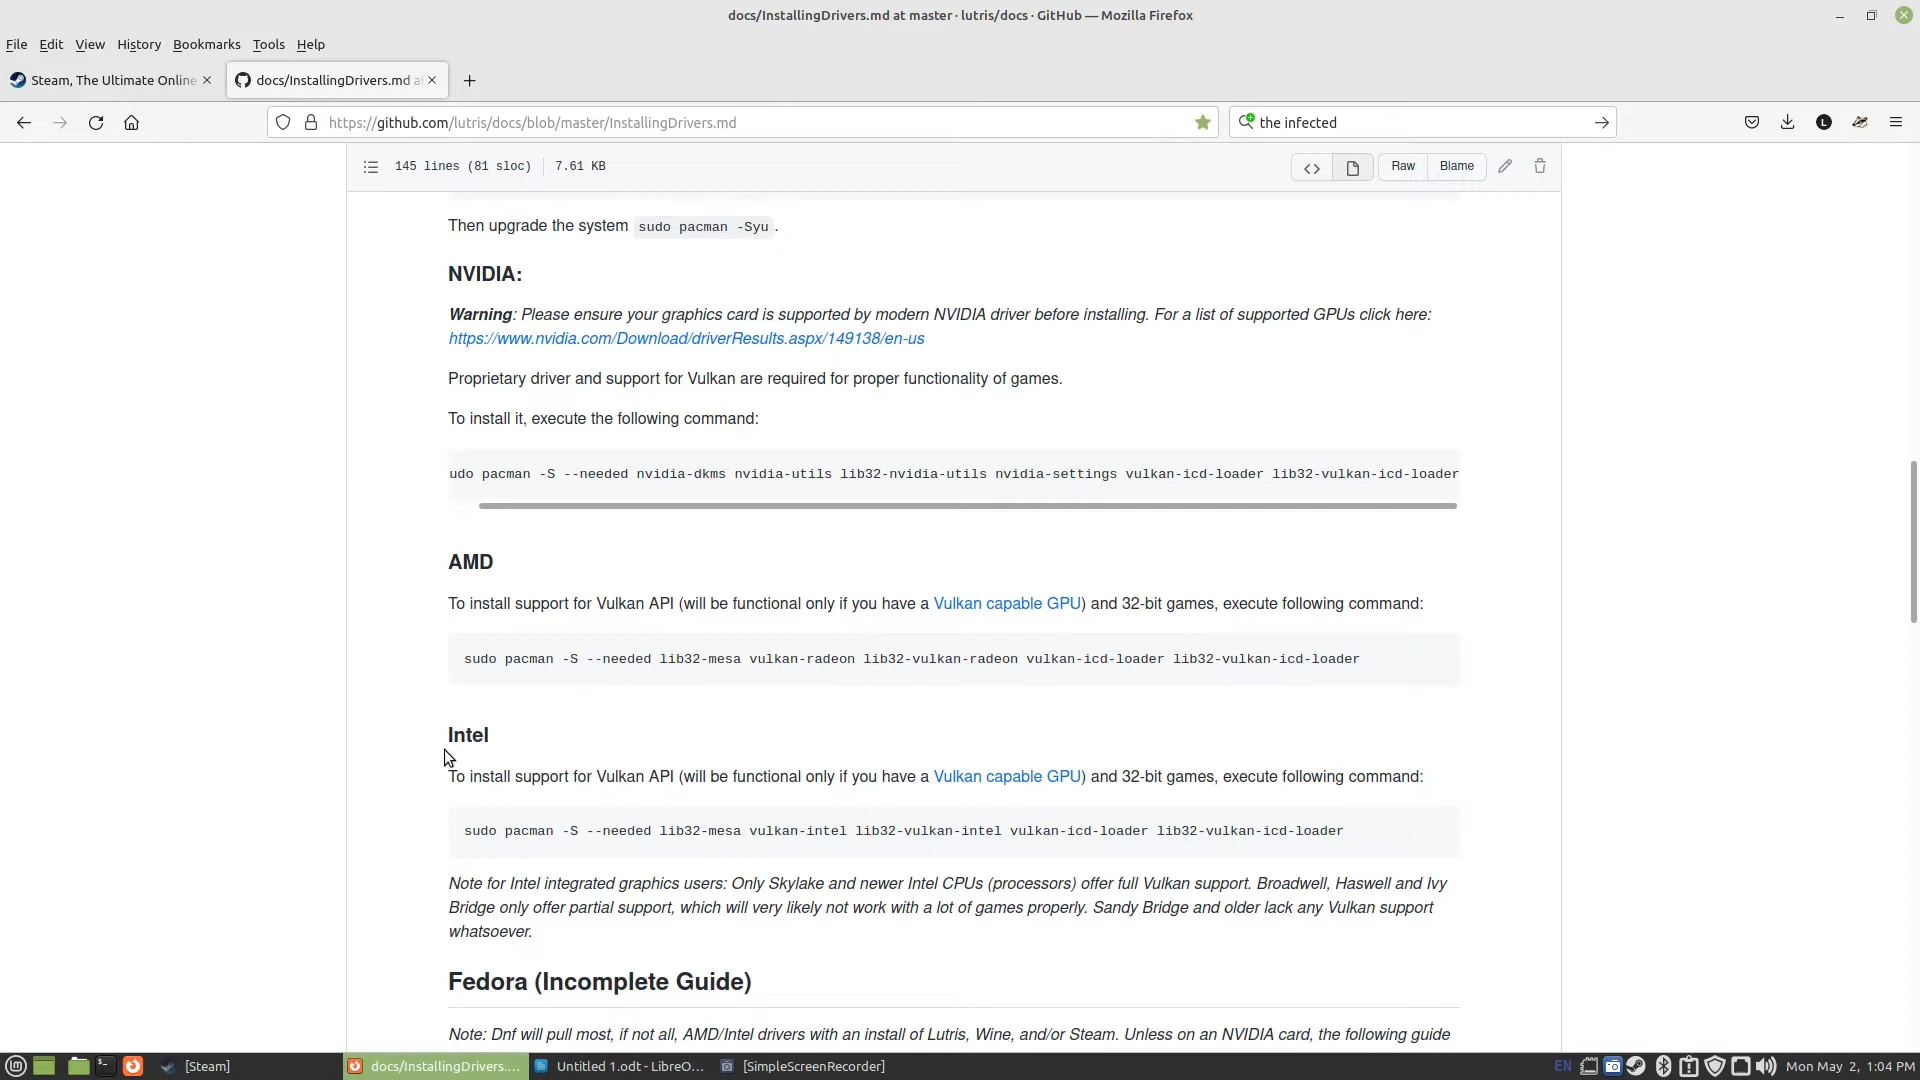 docs/InstallingDrivers.md at master · lutris/docs · GitHub — Mozilla Firefox
File Edit View History Bookmarks Tools Help
Steam, The Ultimate Online
docs/InstallingDrivers.md a
https://github.com/lutris/docs/blob/master/InstallingDrivers.md
the infected
L
145 lines (81 sloc) 7.61 KB
Raw Blame
Then upgrade the system sudo pacman -Syu.
NVIDIA:
Warning: Please ensure your graphics card is supported by modern NVIDIA driver before installing. For a list of supported GPUs click here:
https://www.nvidia.com/Download/driverResults.aspx/149138/en-us
Proprietary driver and support for Vulkan are required for proper functionality of games.
To install it, execute the following command:
udo pacman -S --needed nvidia-dkms nvidia-utils lib32-nvidia-utils nvidia-settings vulkan-icd-loader lib32-vulkan-icd-loader
AMD
To install support for Vulkan API (will be functional only if you have a Vulkan capable GPU) and 32-bit games, execute following command:
sudo pacman -S --needed lib32-mesa vulkan-radeon lib32-vulkan-radeon vulkan-icd-loader lib32-vulkan-icd-loader
Intel
To install support for Vulkan API (will be functional only if you have a Vulkan capable GPU) and 32-bit games, execute following command:
sudo pacman -S --needed lib32-mesa vulkan-intel lib32-vulkan-intel vulkan-icd-loader lib32-vulkan-icd-loader
Note for Intel integrated graphics users: Only Skylake and newer Intel CPUs (processors) offer full Vulkan support. Broadwell, Haswell and Ivy
Bridge only offer partial support, which will very likely not work with a lot of games properly. Sandy Bridge and older lack any Vulkan support
whatsoever.
Fedora (Incomplete Guide)
Note: Dnf will pull most, if not all, AMD/Intel drivers with an install of Lutris, Wine, and/or Steam. Unless on an NVIDIA card, the following guide
[Steam]
docs/InstallingDrivers....
Untitled 1.odt - LibreO...
[SimpleScreenRecorder]
EN
Mon May 2, 1:04 PM